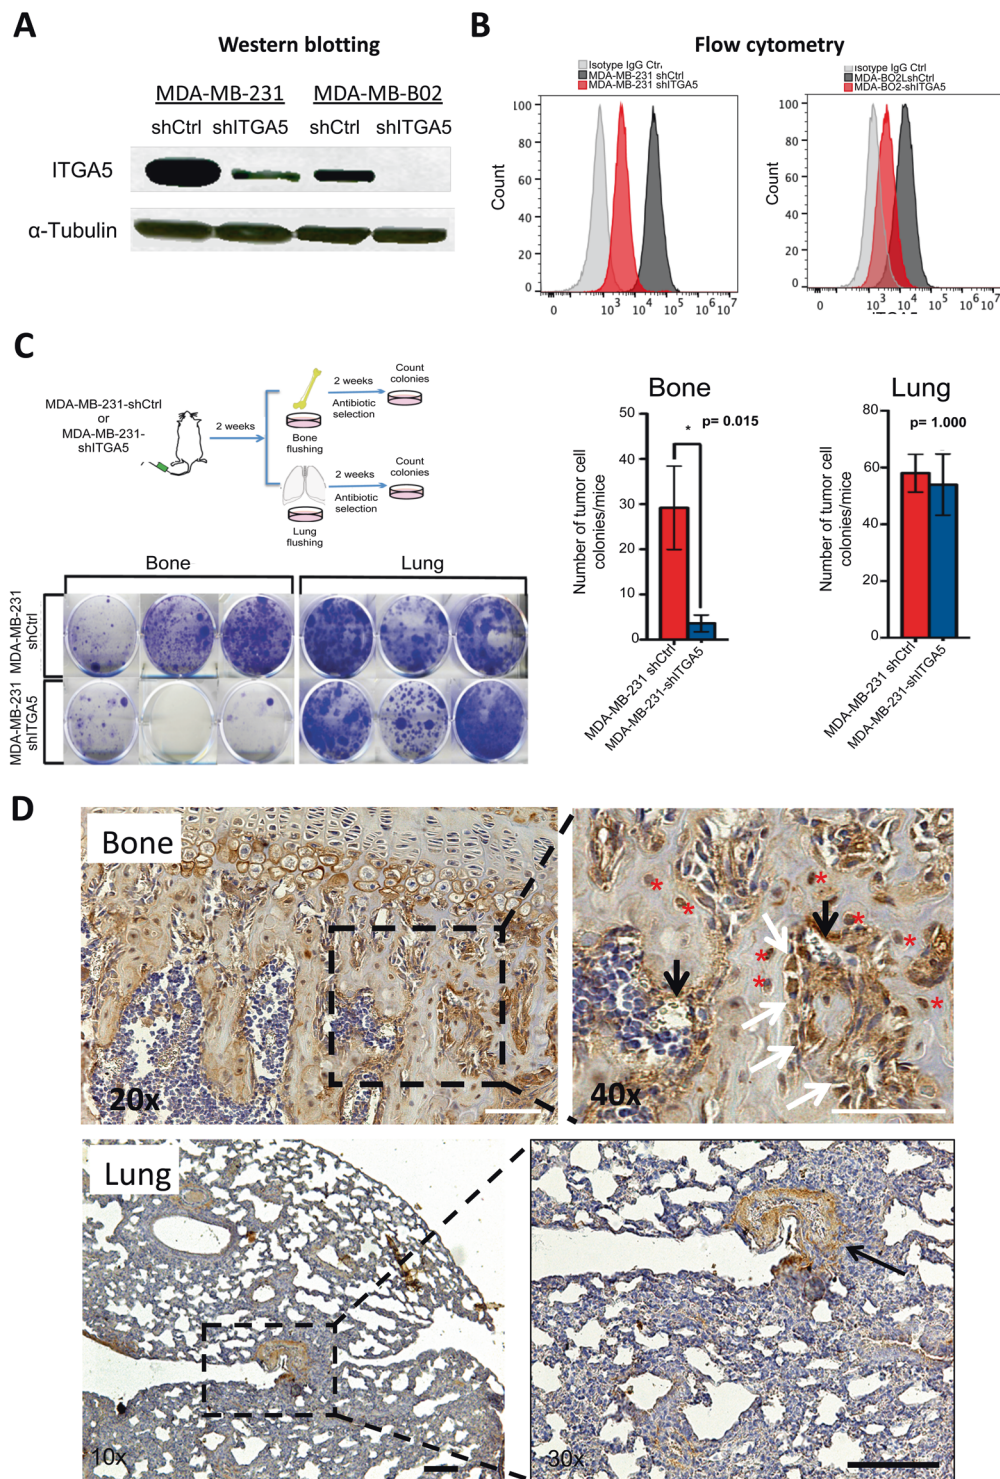 A
Western blotting
MDA-MB-231 MDA-MB-B02
shCtrl shITGA5 shCtrl shITGA5
ITGA5
α-Tubulin
B
Flow cytometry
Isotype IgG Ctr
MDA-MB-231 shCtrl
MDA-MB-231 shITGA5
Count
100
80
60
40
20
0
0 10³ 10⁴ 10⁵ 10⁶ 10⁷
Isotype IgG Ctrl
MDA-BO2LshCtrl
MDA-BO2-shITGA5
Count
100
80
60
40
20
0
0 10³ 10⁴ 10⁵ 10⁶ 10⁷
C
MDA-MB-231-shCtrl
or
MDA-MB-231-
shITGA5
2 weeks
Bone
flushing
2 weeks
Antibiotic
selection
Count
colonies
Lung
flushing
2 weeks
Antibiotic
selection
Count
colonies
Bone Lung
MDA-MB-231
shCtrl
MDA-MB-231
shITGA5
Bone
p= 0.015
*
Number of tumor cell
colonies/mice
50
40
30
20
10
0
MDA-MB-231 shCtrl
MDA-MB-231-shITGA5
Lung
p= 1.000
Number of tumor cell
colonies/mice
80
60
40
20
0
MDA-MB-231 shCtrl
MDA-MB-231-shITGA5
D
Bone
20x
40x
* * * * * * * *
Lung
10x
30x